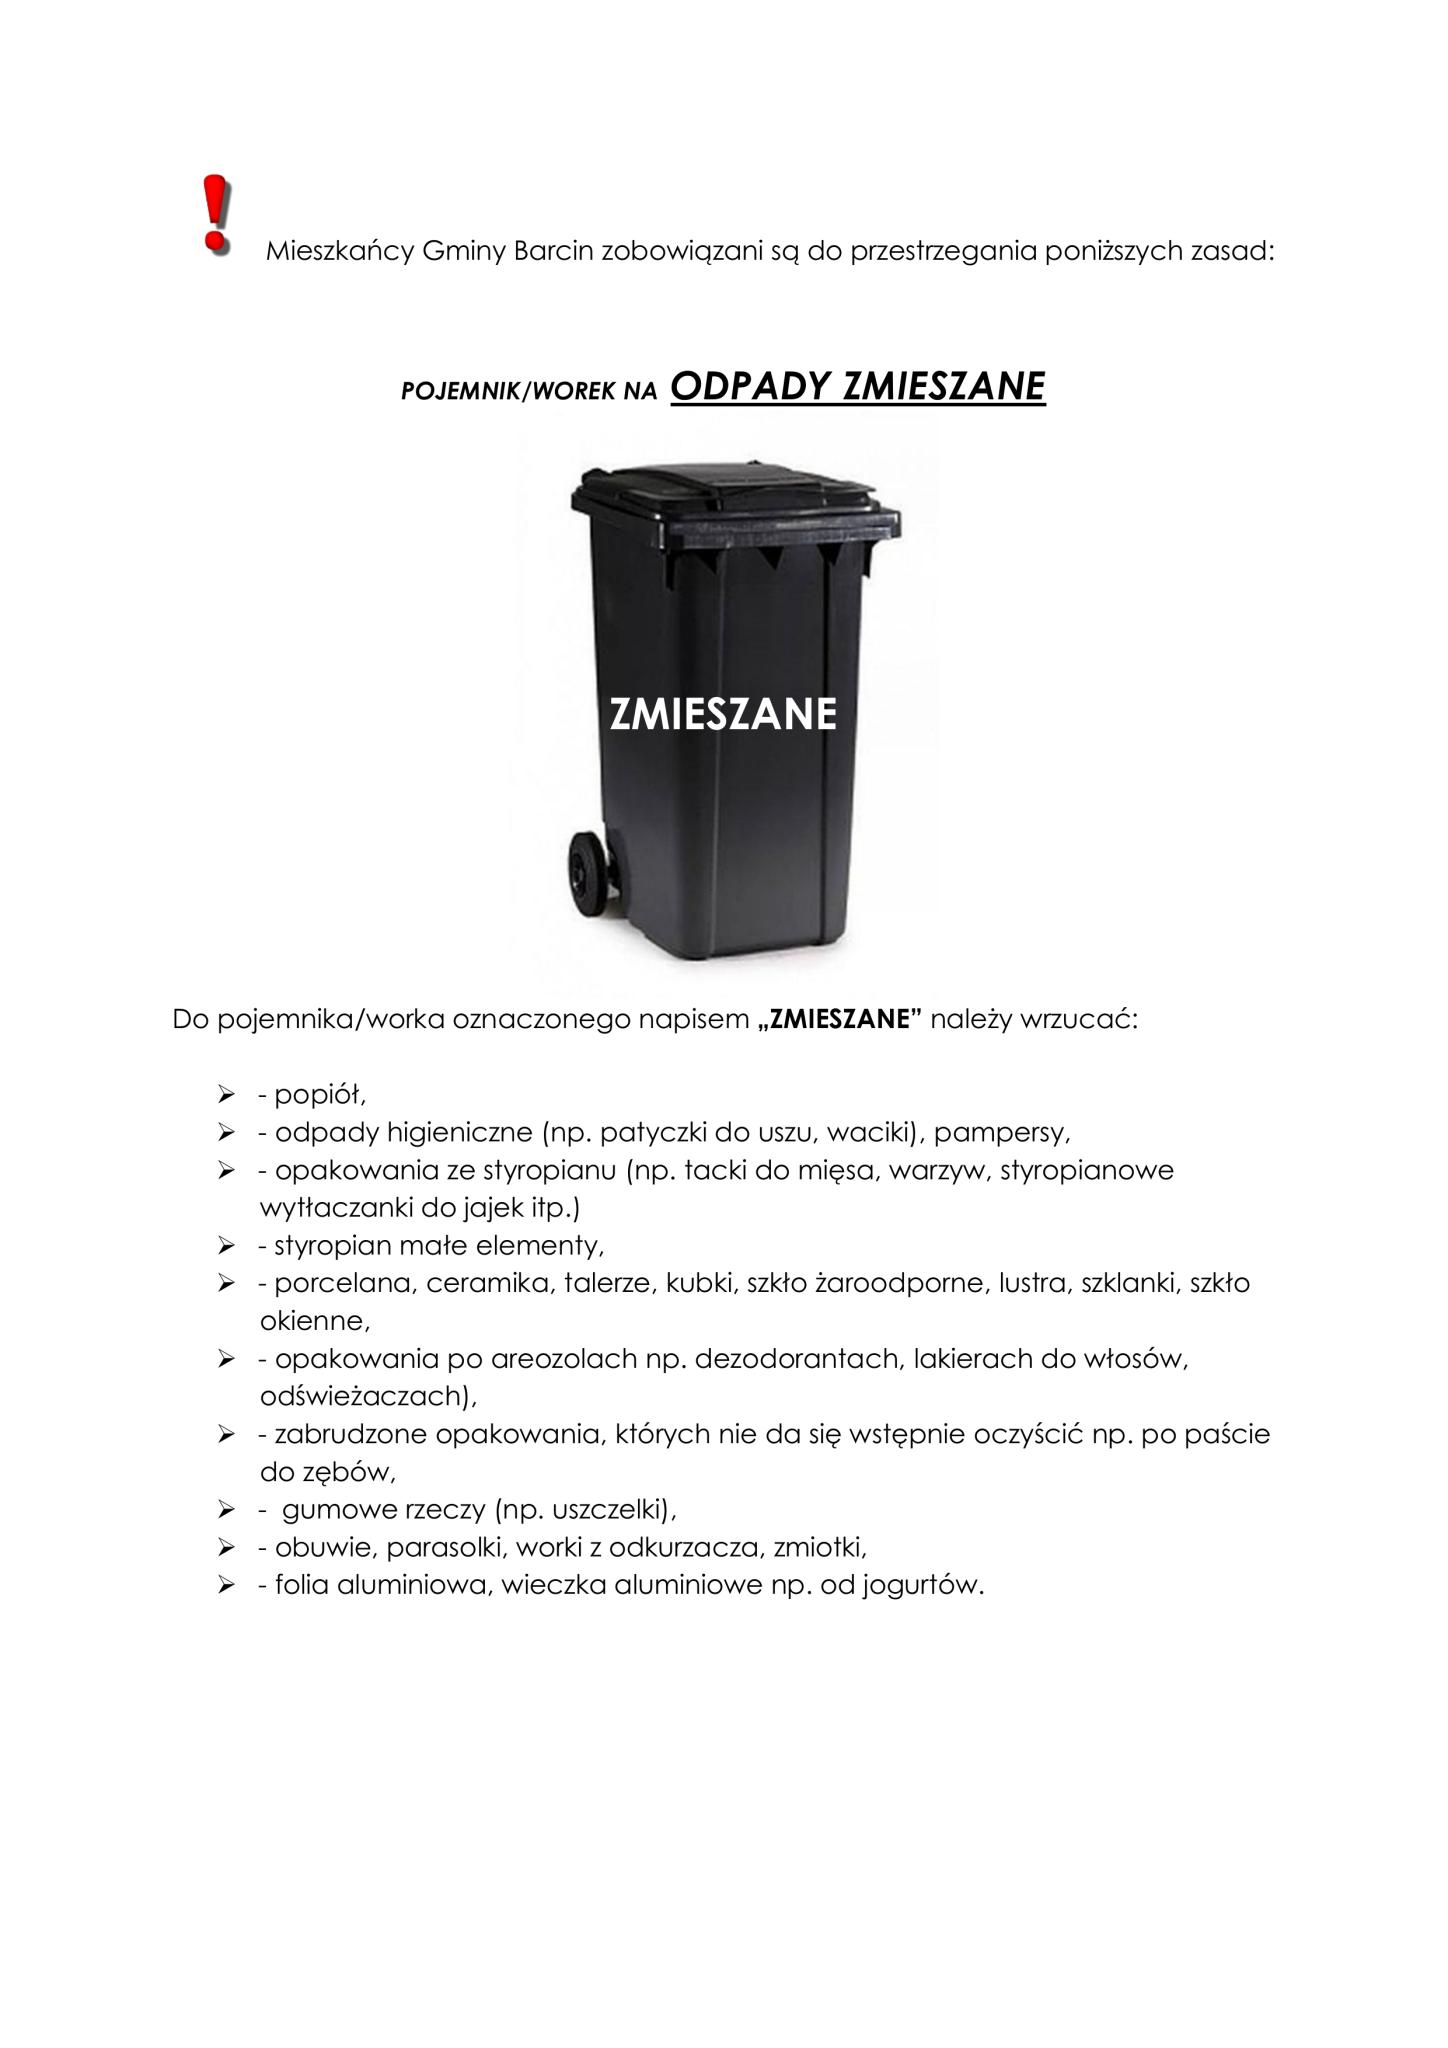 Mieszkańcy Gminy Barcin zobowiązani są do przestrzegania poniższych zasad:
POJEMNIK/WOREK NA ODPADY ZMIESZANE
ZMIESZANE
Do pojemnika/worka oznaczonego napisem „ZMIESZANE” należy wrzucać:
- popiół,
- odpady higieniczne (np. patyczki do uszu, waciki), pampersy,
- opakowania ze styropianu (np. tacki do mięsa, warzyw, styropianowe
wytłaczanki do jajek itp.)
- styropian małe elementy,
- porcelana, ceramika, talerze, kubki, szkło żaroodporne, lustra, szklanki, szkło
okienne,
- opakowania po areozolach np. dezodorantach, lakierach do włosów,
odświeżaczach),
- zabrudzone opakowania, których nie da się wstępnie oczyścić np. po paście
do zębów,
- gumowe rzeczy (np. uszczelki),
- obuwie, parasolki, worki z odkurzacza, zmiotki,
- folia aluminiowa, wieczka aluminiowe np. od jogurtów.